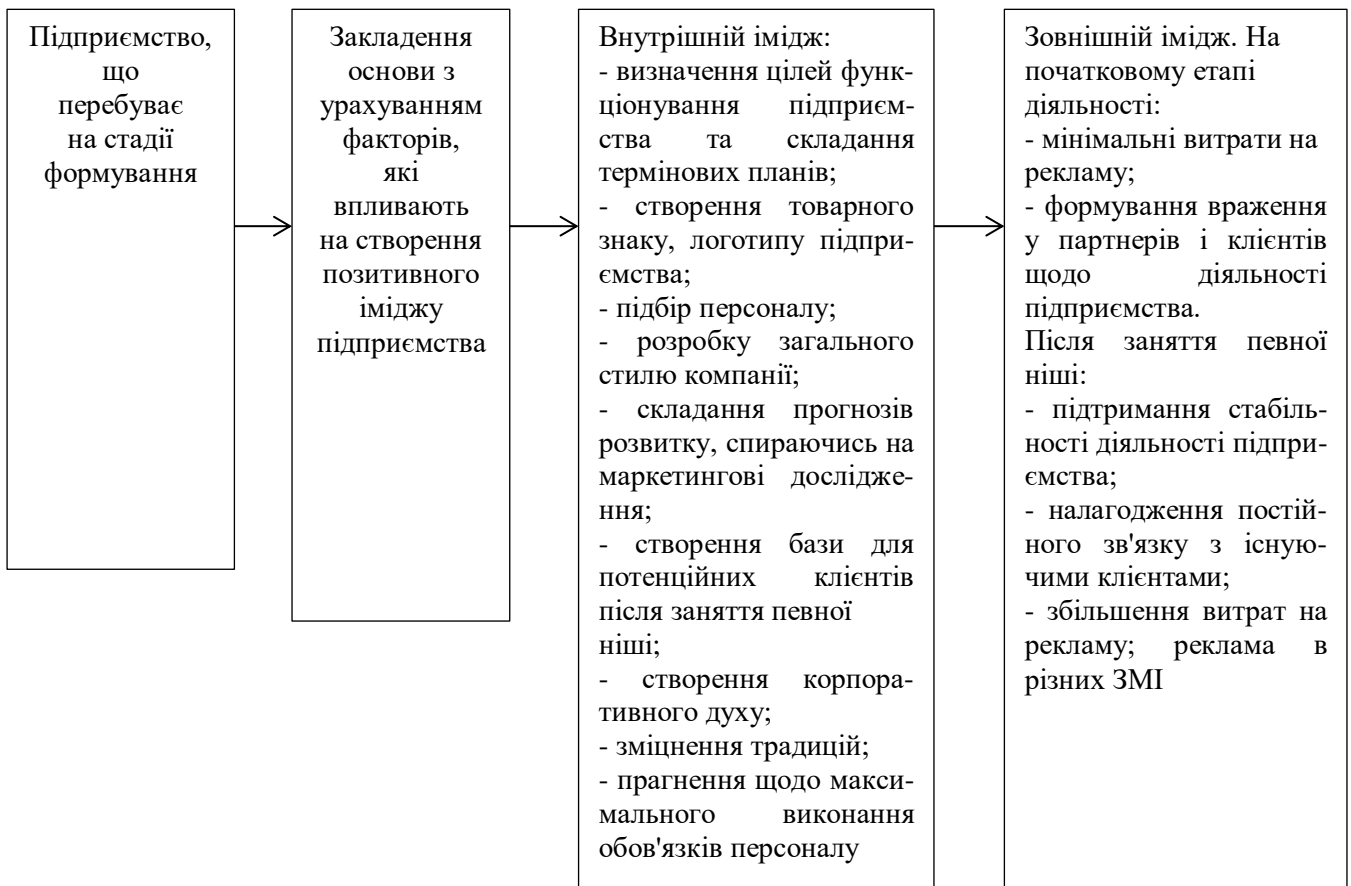 Підприємство,
що
перебуває
на стадії
формування
Закладення
основи з
урахуванням
факторів,
які
впливають
на створення
позитивного
іміджу
підприємства
Внутрішній імідж:
- визначення цілей функ-
ціонування підприєм-
ства та складання
термінових планів;
- створення товарного
знаку, логотипу підпри-
ємства;
- підбір персоналу;
- розробку загального
стилю компанії;
- складання прогнозів
розвитку, спираючись на
маркетингові дослідже-
ння;
- створення бази для
потенційних клієнтів
після заняття певної
ніші;
- створення корпора-
тивного духу;
- зміцнення традицій;
- прагнення щодо макси-
мального виконання
обов'язків персоналу
Зовнішній імідж. На
початковому етапі
діяльності:
- мінімальні витрати на
рекламу;
- формування враження
у партнерів і клієнтів
щодо діяльності
підприємства.
Після заняття певної
ніші:
- підтримання стабіль-
ності діяльності підпри-
ємства;
- налагодження постій-
ного зв'язку з існую-
чими клієнтами;
- збільшення витрат на
рекламу; реклама в
різних ЗМІ